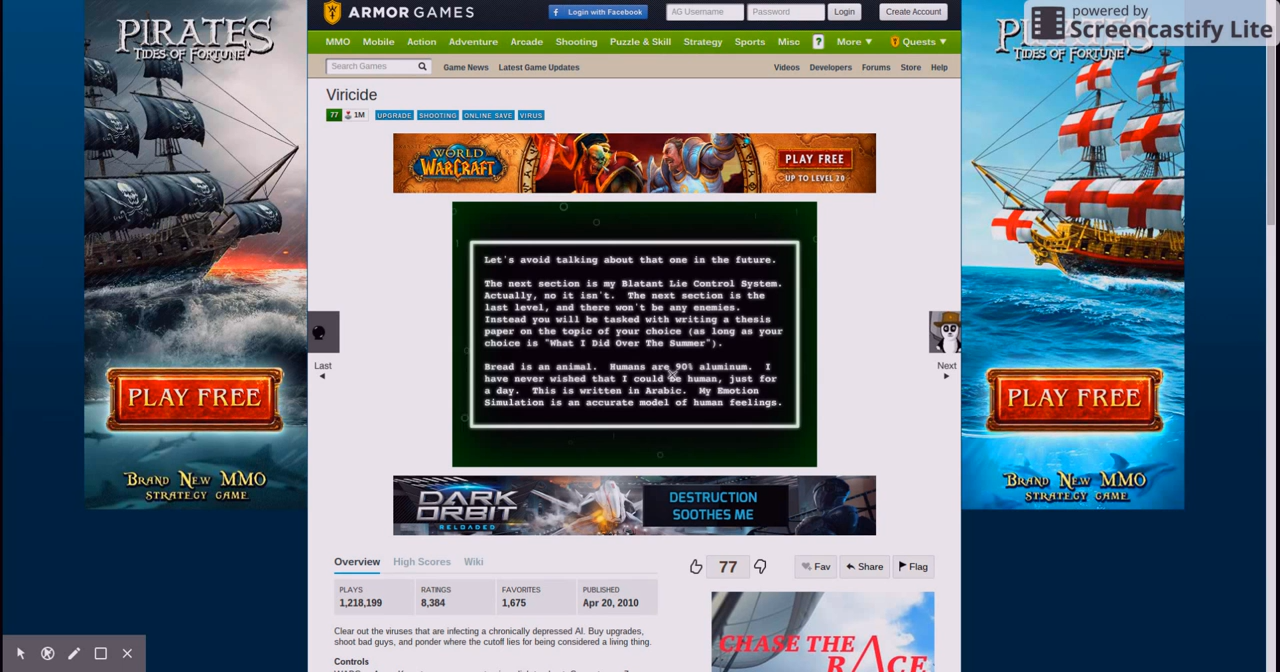 PIRATES
TIDES OF FORTUNE
PLAY FREE
BRAND NEW MMO
STRATEGY GAME
ARMOR GAMES
Login with Facebook
AG Username
Password
Login
Create Account
MMO Mobile Action Adventure Arcade Shooting Puzzle & Skill Strategy Sports Misc ? More Quests
Search Games
Game News Latest Game Updates
Videos Developers Forums Store Help
Viricide
77 1M UPGRADE SHOOTING ONLINE SAVE VIRUS
WORLD
WARCRAFT
PLAY FREE
UP TO LEVEL 20
Let's avoid talking about that one in the future.
The next section is my Blatant Lie Control System.
Actually, no it isn't. The next section is the
last level, and there won't be any enemies.
Instead you will be tasked with writing a thesis
paper on the topic of your choice (as long as your
choice is "What I Did Over The Summer").
Bread is an animal. Humans are 90% aluminum. I
have never wished that I could be human, just for
a day. This is written in Arabic. My Emotion
Simulation is an accurate model of human feelings.
Last
Next
DARK
ORBIT
RELOADED
DESTRUCTION
SOOTHES ME
Overview High Scores Wiki
77
Fav
Share
Flag
PLAYS RATINGS FAVORITES PUBLISHED
1,218,199 8,384 1,675 Apr 20, 2010
Clear out the viruses that are infecting a chronically depressed AI. Buy upgrades,
shoot bad guys, and ponder where the cutoff lies for being considered a living thing.
Controls
CHASE THE
RACE
powered by
Screencastify Lite
TIDES OF FORTUNE
PLAY FREE
BRAND NEW MMO
STRATEGY GAME